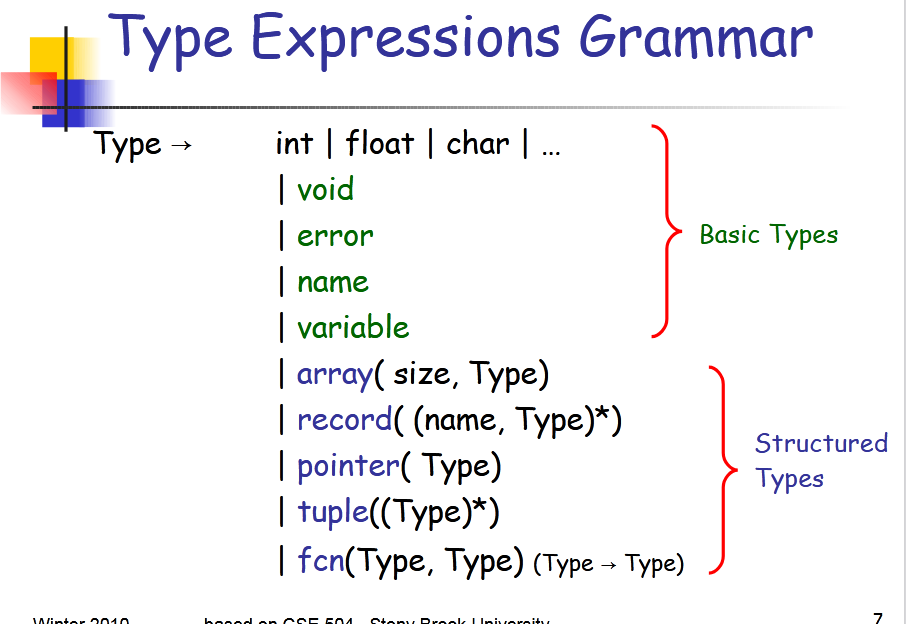 Type Expressions Grammar
Type → int | float | char | ...
| void
| error
| name
| variable
Basic Types
| array( size, Type)
| record( (name, Type)*)
| pointer( Type)
| tuple((Type)*)
| fcn(Type, Type) (Type → Type)
Structured
Types
Winter 2010 based on CSE 504 Stony Brook University 7